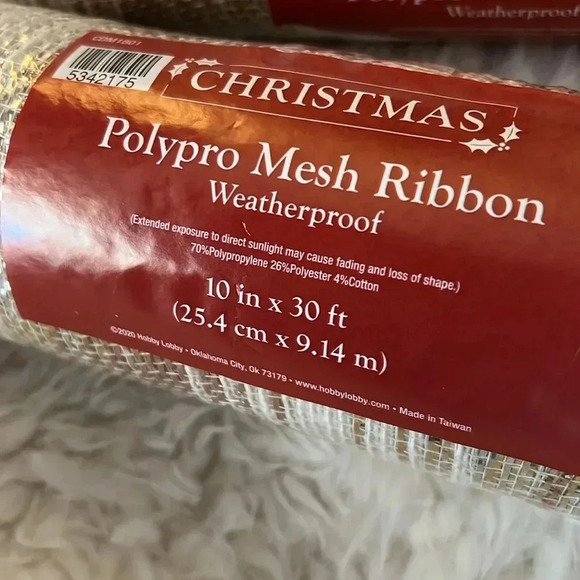 Polypro
Weatherproof
CDM1801
5342175
CHRISTMAS
Polypro Mesh Ribbon
Weatherproof
(Extended exposure to direct sunlight may cause fading and loss of shape.)
70%Polypropylene 26%Polyester 4%Cotton
10 in x 30 ft
(25.4 cm x 9.14 m)
©2020 Hobby Lobby • Oklahoma City, Ok 73179 • www.hobbylobby.com • Made in Taiwan